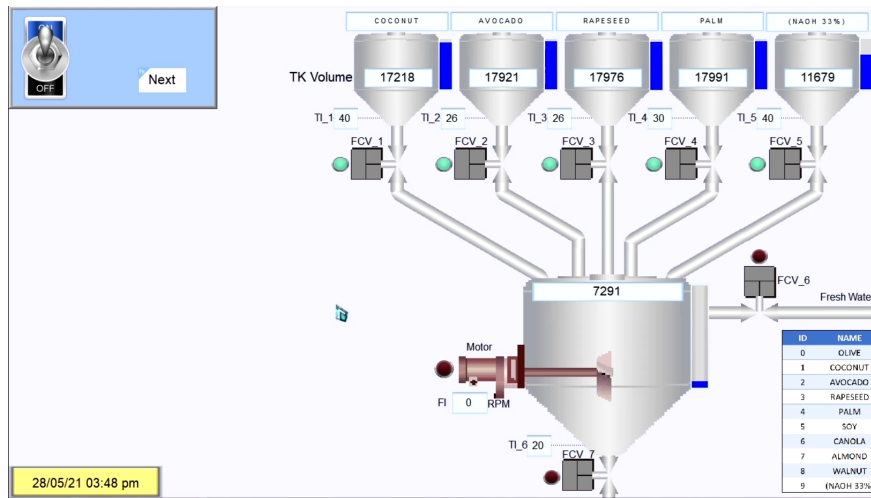 COCONUT AVOCADO RAPESEED PALM (NAOH 33%)
ON
OFF
Next
TK Volume 17218 17921 17976 17991 11679
TI_1 40 TI_2 26 TI_3 26 TI_4 30 TI_5 40
FCV_1 FCV_2 FCV_3 FCV_4 FCV_5
FCV_6
7291
Fresh Wate
Motor
FI 0 RPM
TI_6 20
FCV_7
ID NAME
0 OLIVE
1 COCONUT
2 AVOCADO
3 RAPESEED
4 PALM
5 SOY
6 CANOLA
7 ALMOND
8 WALNUT
9 (NAOH 33%
28/05/21 03:48 pm